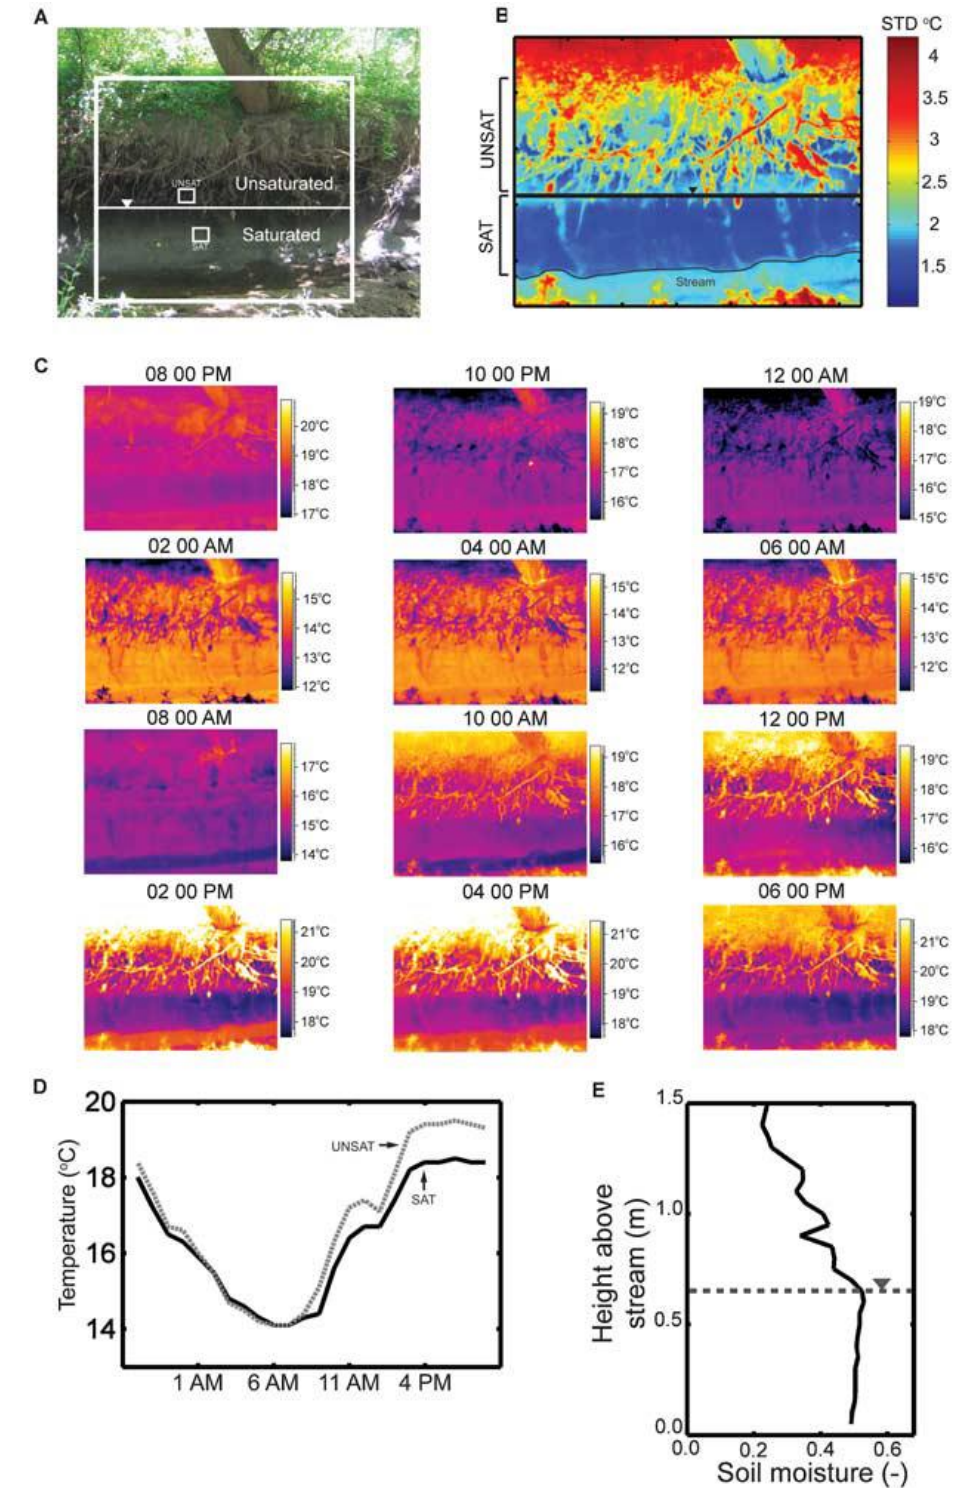 A
UNSAT
Unsaturated
Saturated
SAT
B
STD °C
UNSAT
SAT
Stream
4
3.5
3
2.5
2
1.5
C
08 00 PM
20°C
19°C
18°C
17°C
10 00 PM
19°C
18°C
17°C
16°C
12 00 AM
19°C
18°C
17°C
16°C
15°C
02 00 AM
15°C
14°C
13°C
12°C
04 00 AM
15°C
14°C
13°C
12°C
06 00 AM
15°C
14°C
13°C
12°C
08 00 AM
17°C
16°C
15°C
14°C
10 00 AM
19°C
18°C
17°C
16°C
12 00 PM
19°C
18°C
17°C
16°C
02 00 PM
21°C
20°C
19°C
18°C
04 00 PM
21°C
20°C
19°C
18°C
06 00 PM
21°C
20°C
19°C
18°C
D
Temperature (°C)
20
18
16
14
UNSAT
SAT
1 AM 6 AM 11 AM 4 PM
E
Height above
stream (m)
1.5
1.0
0.5
0.0
0.0 0.2 0.4 0.6
Soil moisture (-)